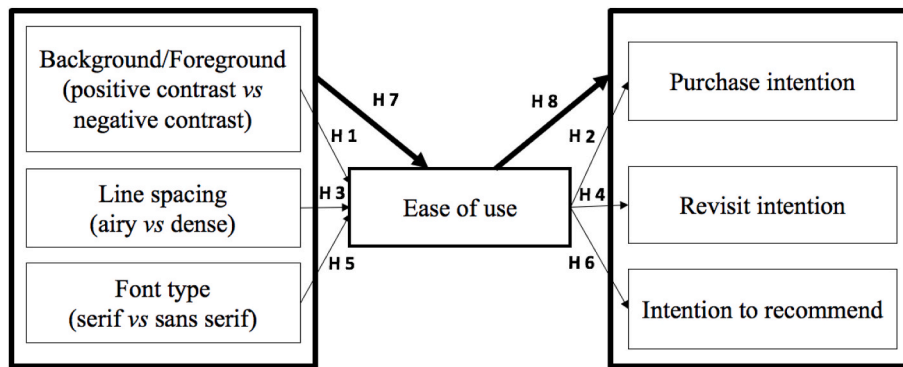 Background/Foreground
(positive contrast vs
negative contrast)
Line spacing
(airy vs dense)
Font type
(serif vs sans serif)
H 7
H 1
H 3
H 5
Ease of use
H 8
H 2
H 4
H 6
Purchase intention
Revisit intention
Intention to recommend